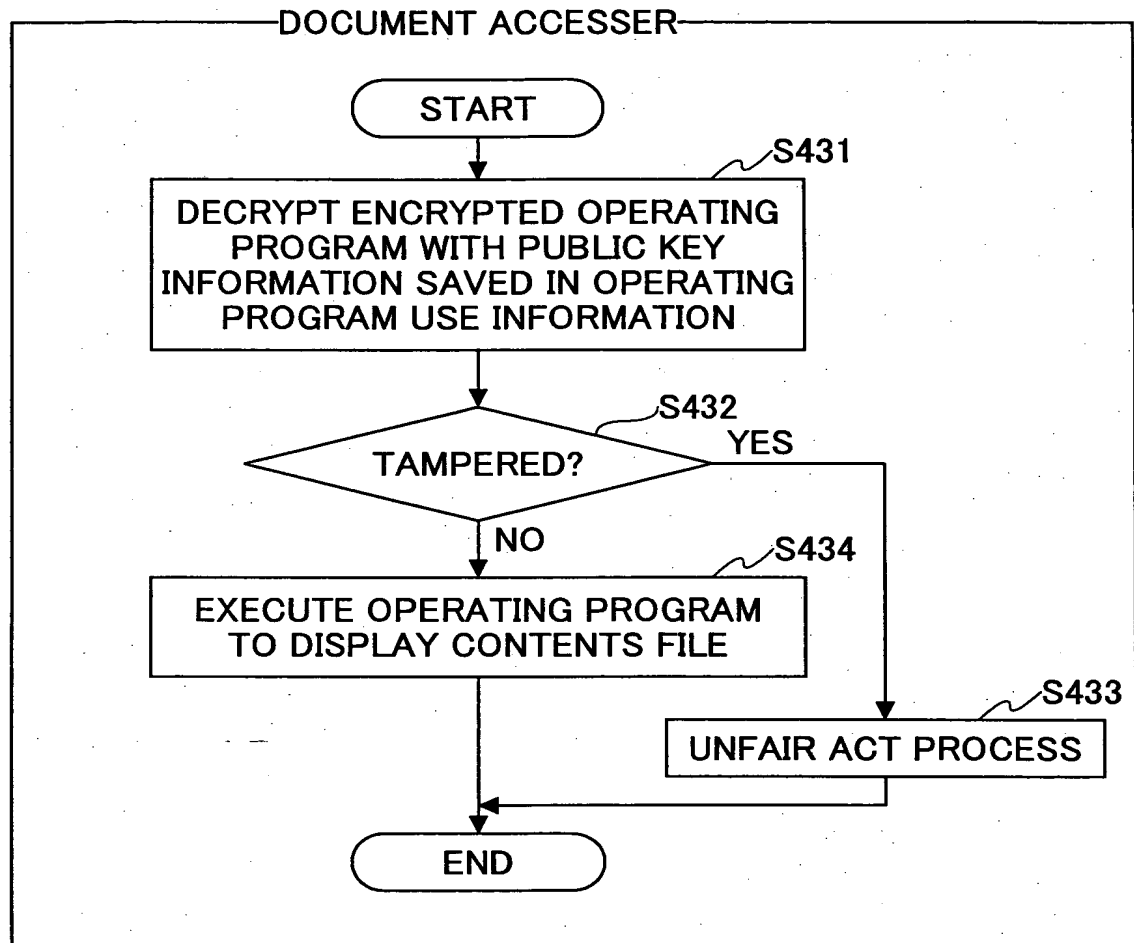 DOCUMENT ACCESSER
START
S431
DECRYPT ENCRYPTED OPERATING
PROGRAM WITH PUBLIC KEY
INFORMATION SAVED IN OPERATING
PROGRAM USE INFORMATION
S432
TAMPERED?
YES
NO
S434
EXECUTE OPERATING PROGRAM
TO DISPLAY CONTENTS FILE
S433
UNFAIR ACT PROCESS
END